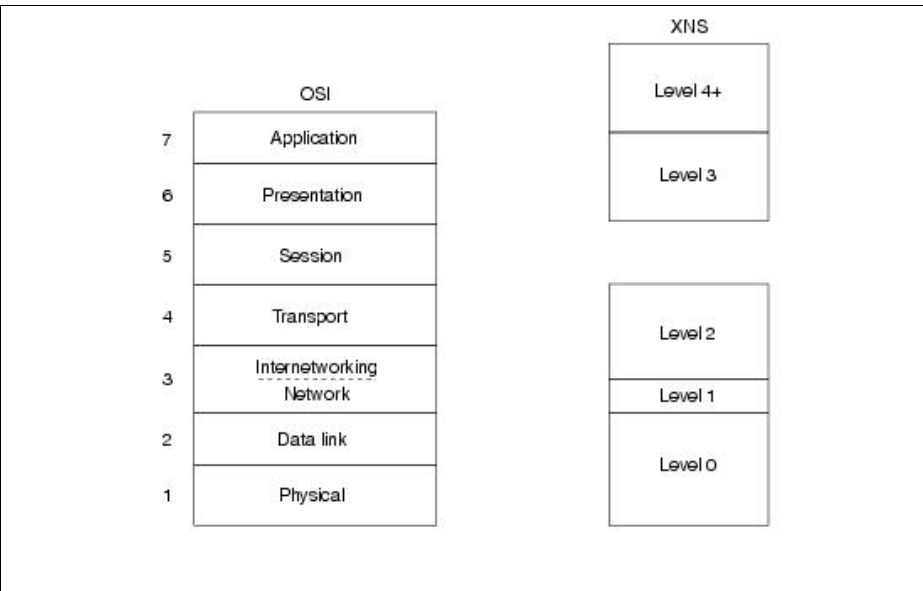 XNS
Level 4+
OSI
7 Application
Level 3
6 Presentation
5 Session
4 Transport
Level 2
3 Internetworking
Network
Level 1
2 Data link
Level 0
1 Physical